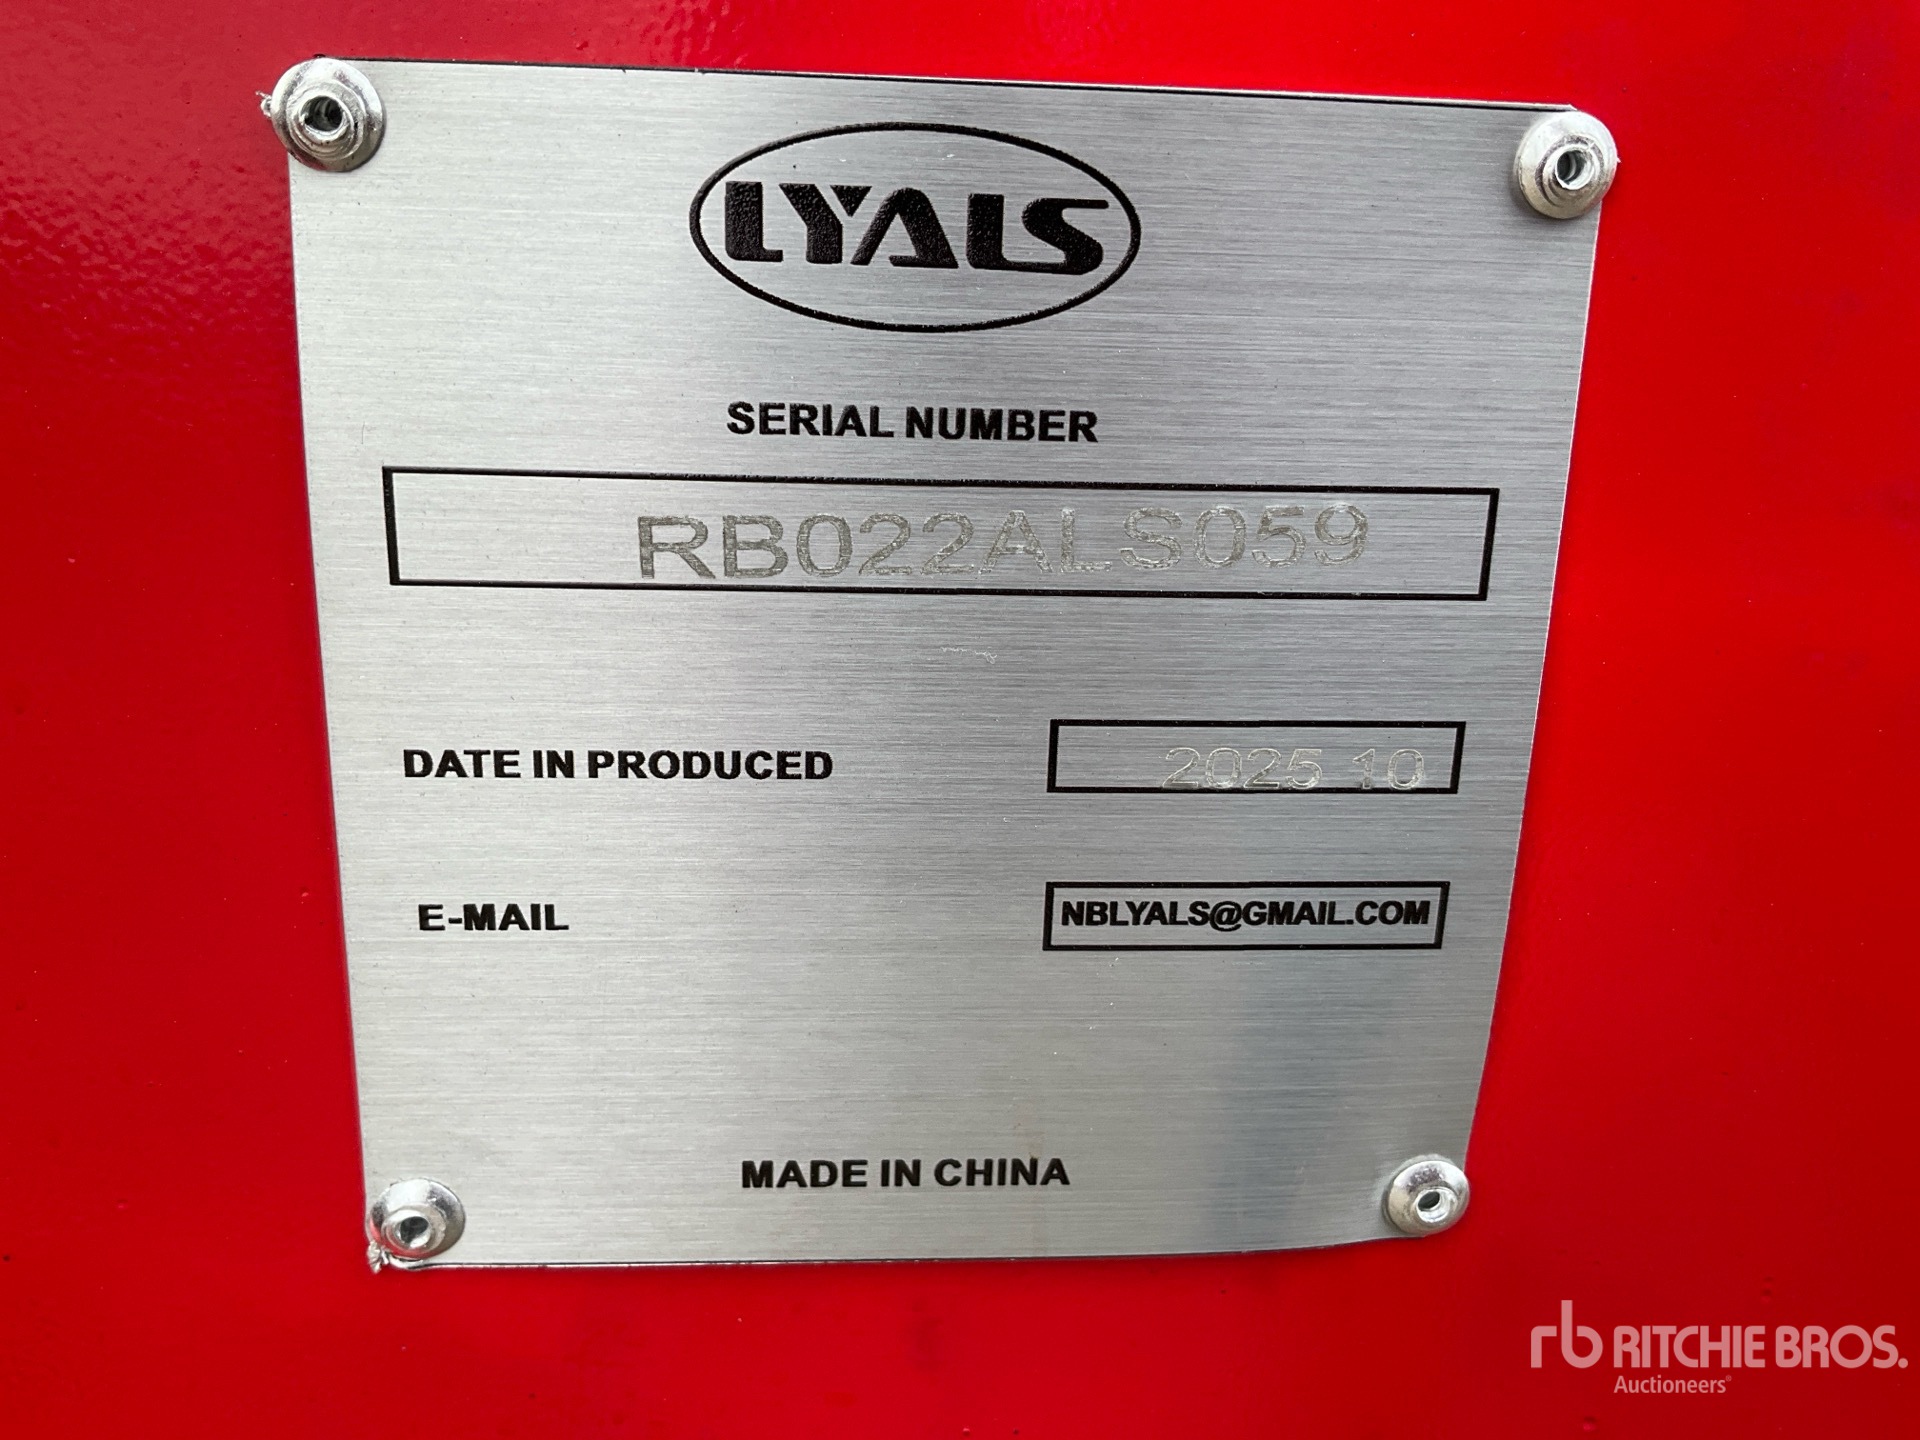 LYALS
SERIAL NUMBER
RB022ALS059
DATE IN PRODUCED 2025 10
E-MAIL NBLYALS@GMAIL.COM
MADE IN CHINA
rb RITCHIE BROS.
Auctioneers®